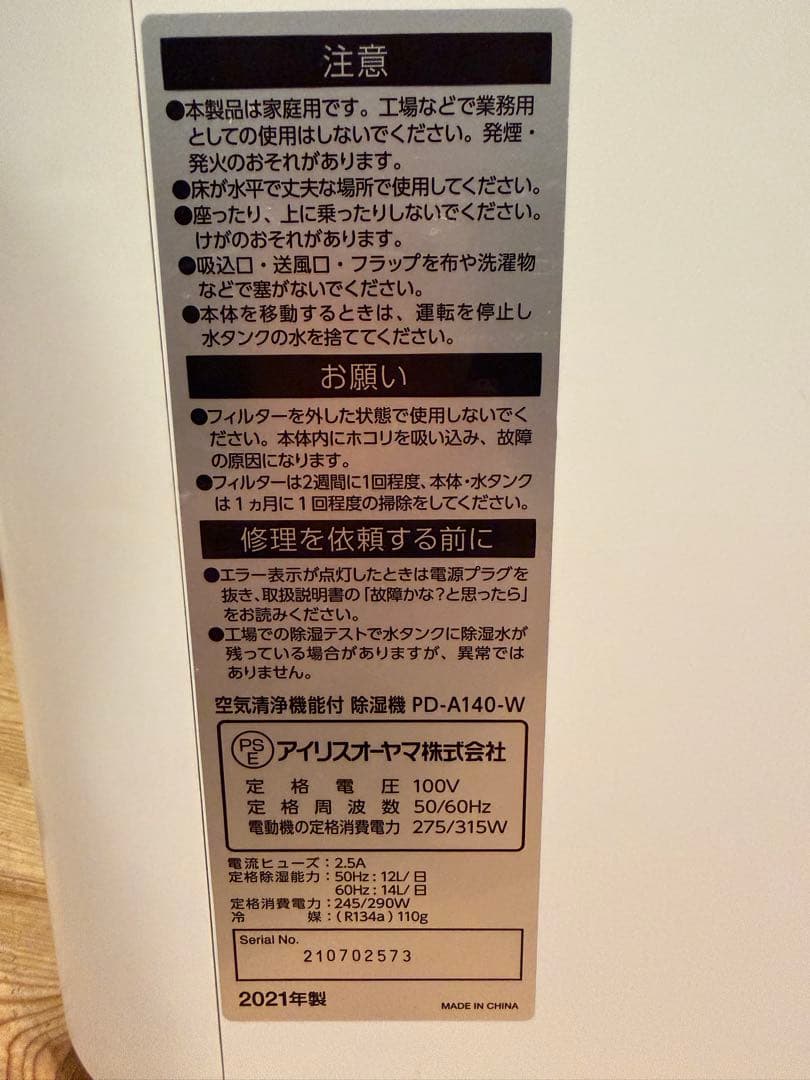 注意
●本製品は家庭用です。工場などで業務用
としての使用はしないでください。発煙・
発火のおそれがあります。
●床が水平で丈夫な場所で使用してください。
●座ったり、上に乗ったりしないでください。
けがのおそれがあります。
●吸込口・送風口・フラップを布や洗濯物
などで塞がないでください。
●本体を移動するときは、運転を停止し
水タンクの水を捨ててください。
お願い
●フィルターを外した状態で使用しないでく
ださい。本体内にホコリを吸い込み、故障
の原因になります。
●フィルターは2週間に1回程度、本体・水タンク
は1ヵ月に1回程度の掃除をしてください。
修理を依頼する前に
●エラー表示が点灯したときは電源プラグを
抜き、取扱説明書の「故障かな?と思ったら」
をお読みください。
●工場での除湿テストで水タンクに除湿水が
残っている場合がありますが、異常では
ありません。
空気清浄機能付 除湿機 PD-A140-W
PSE アイリスオーヤマ株式会社
定格電圧 100V
定格周波数 50/60Hz
電動機の定格消費電力 275/315W
電流ヒューズ:2.5A
定格除湿能力:50Hz:12L/日
60Hz:14L/日
定格消費電力:245/290W
冷媒:(R134a)110g
Serial No.
210702573
2021年製
MADE IN CHINA